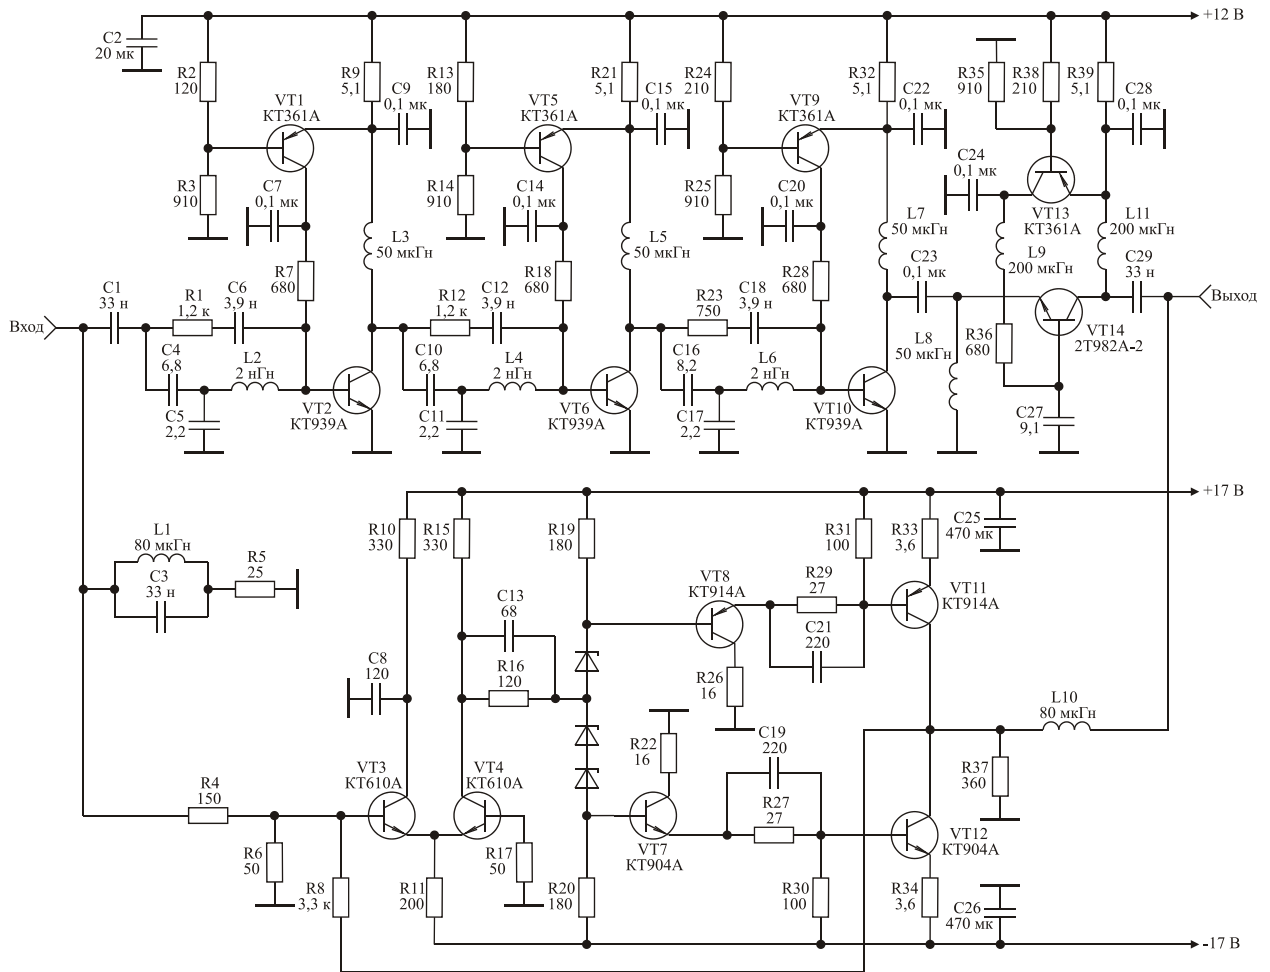 +12 В
C2
20 мк
R2
120
R9
5,1
R13
180
R21
5,1
R24
210
R32
5,1
R35
910
R38
210
R39
5,1
VT1
КТ361А
C9
0,1 мк
VT5
КТ361А
C15
0,1 мк
VT9
КТ361А
C22
0,1 мк
C28
0,1 мк
R3
910
C7
0,1 мк
R14
910
C14
0,1 мк
R25
910
C20
0,1 мк
C24
0,1 мк
VT13
КТ361А
L3
50 мкГн
L5
50 мкГн
L7
50 мкГн
L9
200 мкГн
L11
200 мкГн
R7
680
R18
680
R28
680
C23
0,1 мк
C29
33 н
Вход
C1
33 н
R1
1,2 к
C6
3,9 н
R12
1,2 к
C12
3,9 н
R23
750
C18
3,9 н
Выход
C4
6,8
L2
2 нГн
C10
6,8
L4
2 нГн
C16
8,2
L6
2 нГн
L8
50 мкГн
R36
680
VT14
2Т982А-2
C5
2,2
VT2
КТ939А
C11
2,2
VT6
КТ939А
C17
2,2
VT10
КТ939А
C27
9,1
+17 В
L1
80 мкГн
C3
33 н
R5
25
R10
330
R15
330
R19
180
R31
100
R33
3,6
C25
470 мк
VT8
КТ914А
R29
27
VT11
КТ914А
C13
68
C21
220
C8
120
R16
120
R26
16
L10
80 мкГн
R22
16
C19
220
R37
360
R4
150
VT3
КТ610А
VT4
КТ610А
R27
27
VT7
КТ904А
VT12
КТ904А
R6
50
R8
3,3 к
R11
200
R17
50
R20
180
R30
100
R34
3,6
C26
470 мк
-17 В